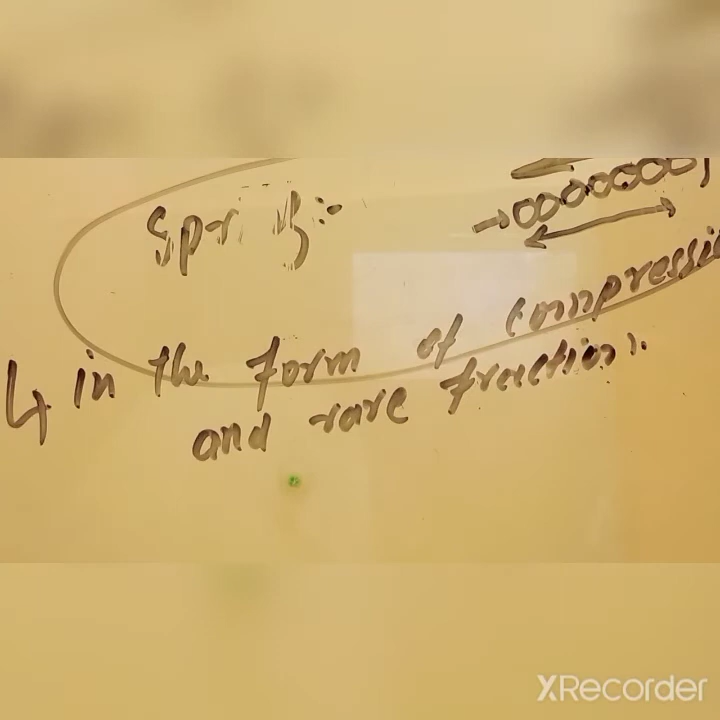 Spring:-
↳ in the form of compressi
and rare fraction).
XRecorder